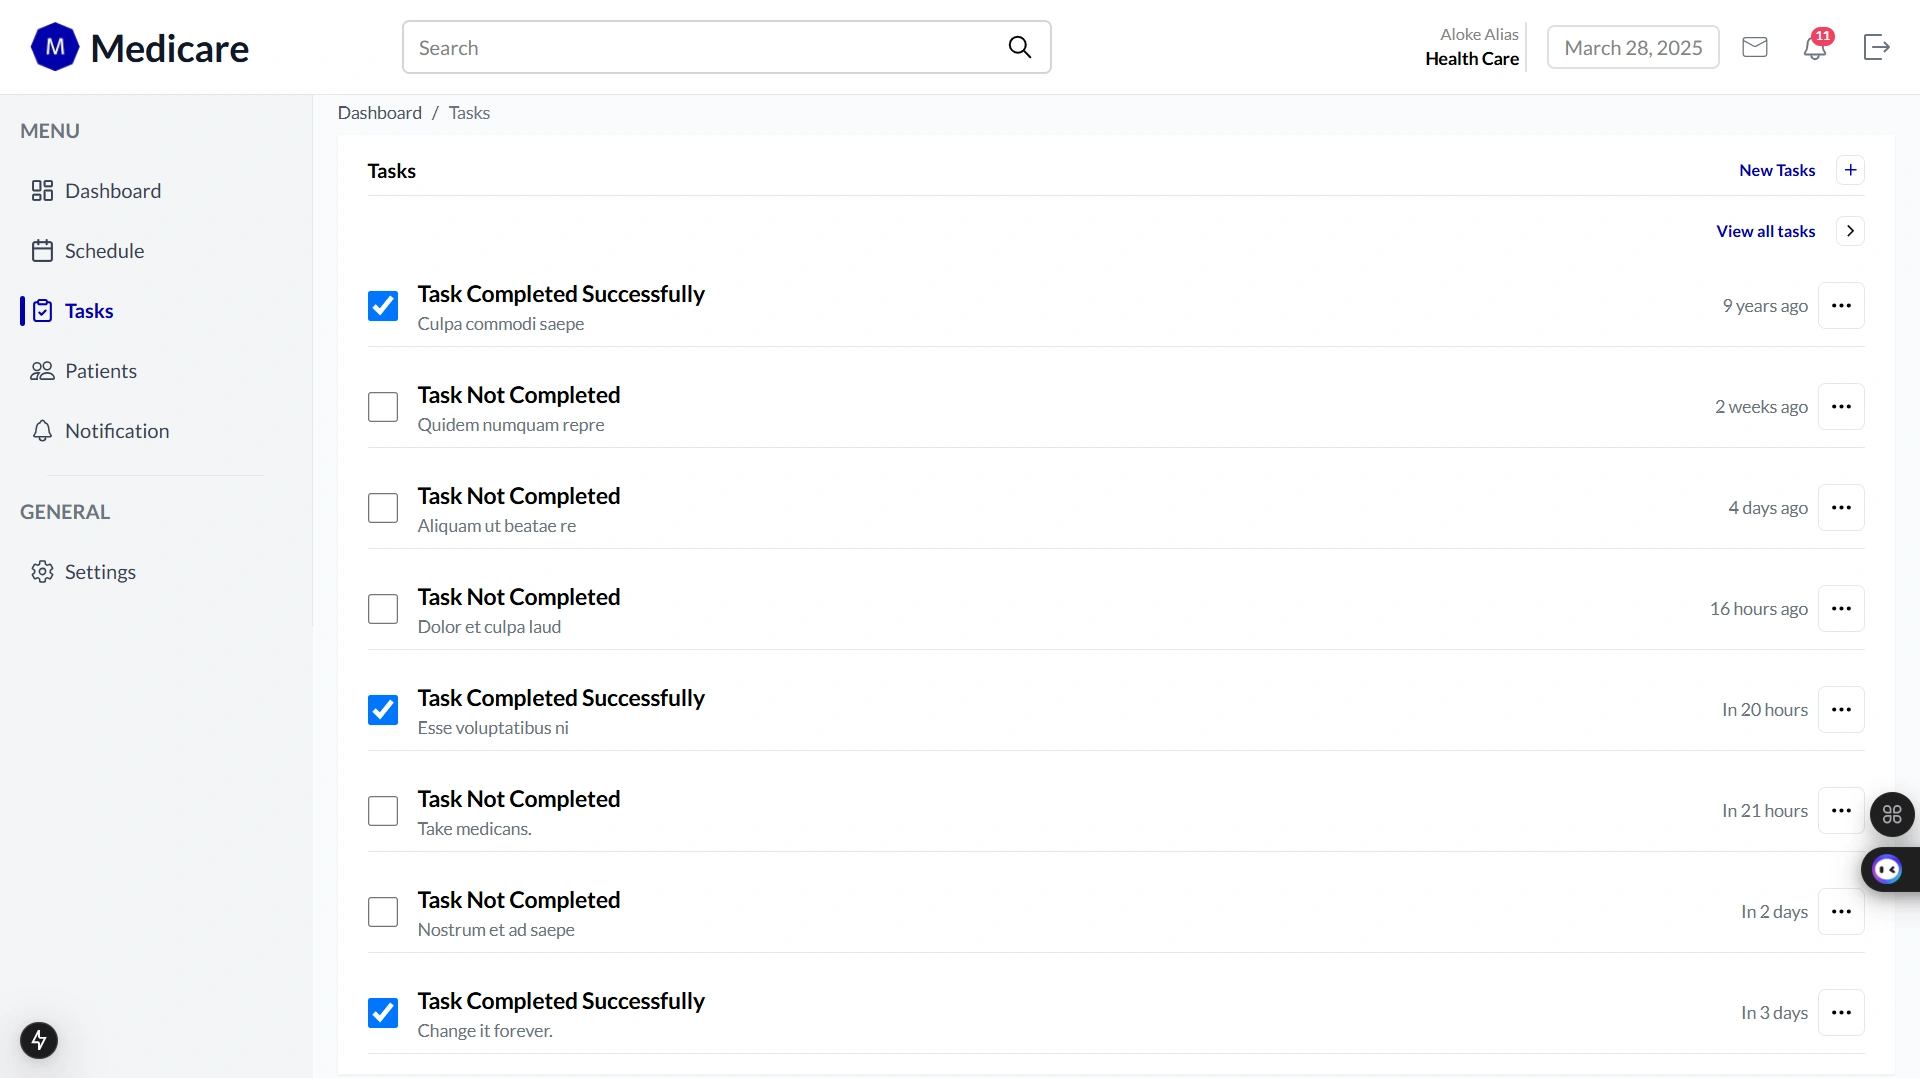 M Medicare
Search
Aloke Alias
Health Care
March 28, 2025
11
MENU
Dashboard
Schedule
Tasks
Patients
Notification
GENERAL
Settings
Dashboard / Tasks
Tasks
New Tasks +
View all tasks
Task Completed Successfully
Culpa commodi saepe
9 years ago
Task Not Completed
Quidem numquam repre
2 weeks ago
Task Not Completed
Aliquam ut beatae re
4 days ago
Task Not Completed
Dolor et culpa laud
16 hours ago
Task Completed Successfully
Esse voluptatibus ni
In 20 hours
Task Not Completed
Take medicans.
In 21 hours
Task Not Completed
Nostrum et ad saepe
In 2 days
Task Completed Successfully
Change it forever.
In 3 days